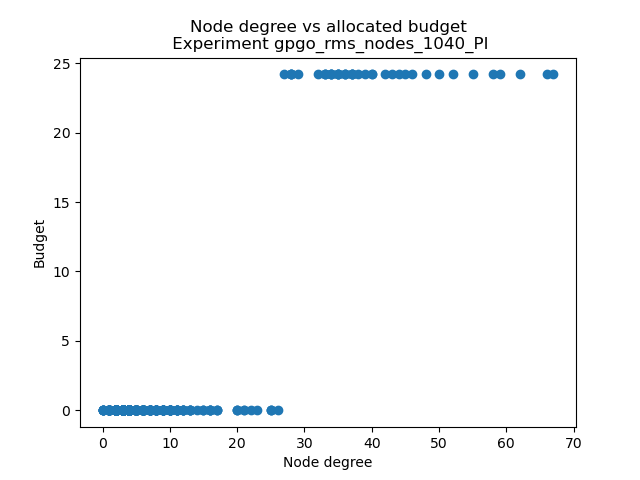 Node degree vs allocated budget
Experiment gpgo_rms_nodes_1040_PI
25
20
15
10
5
0
Budget
0 10 20 30 40 50 60 70
Node degree